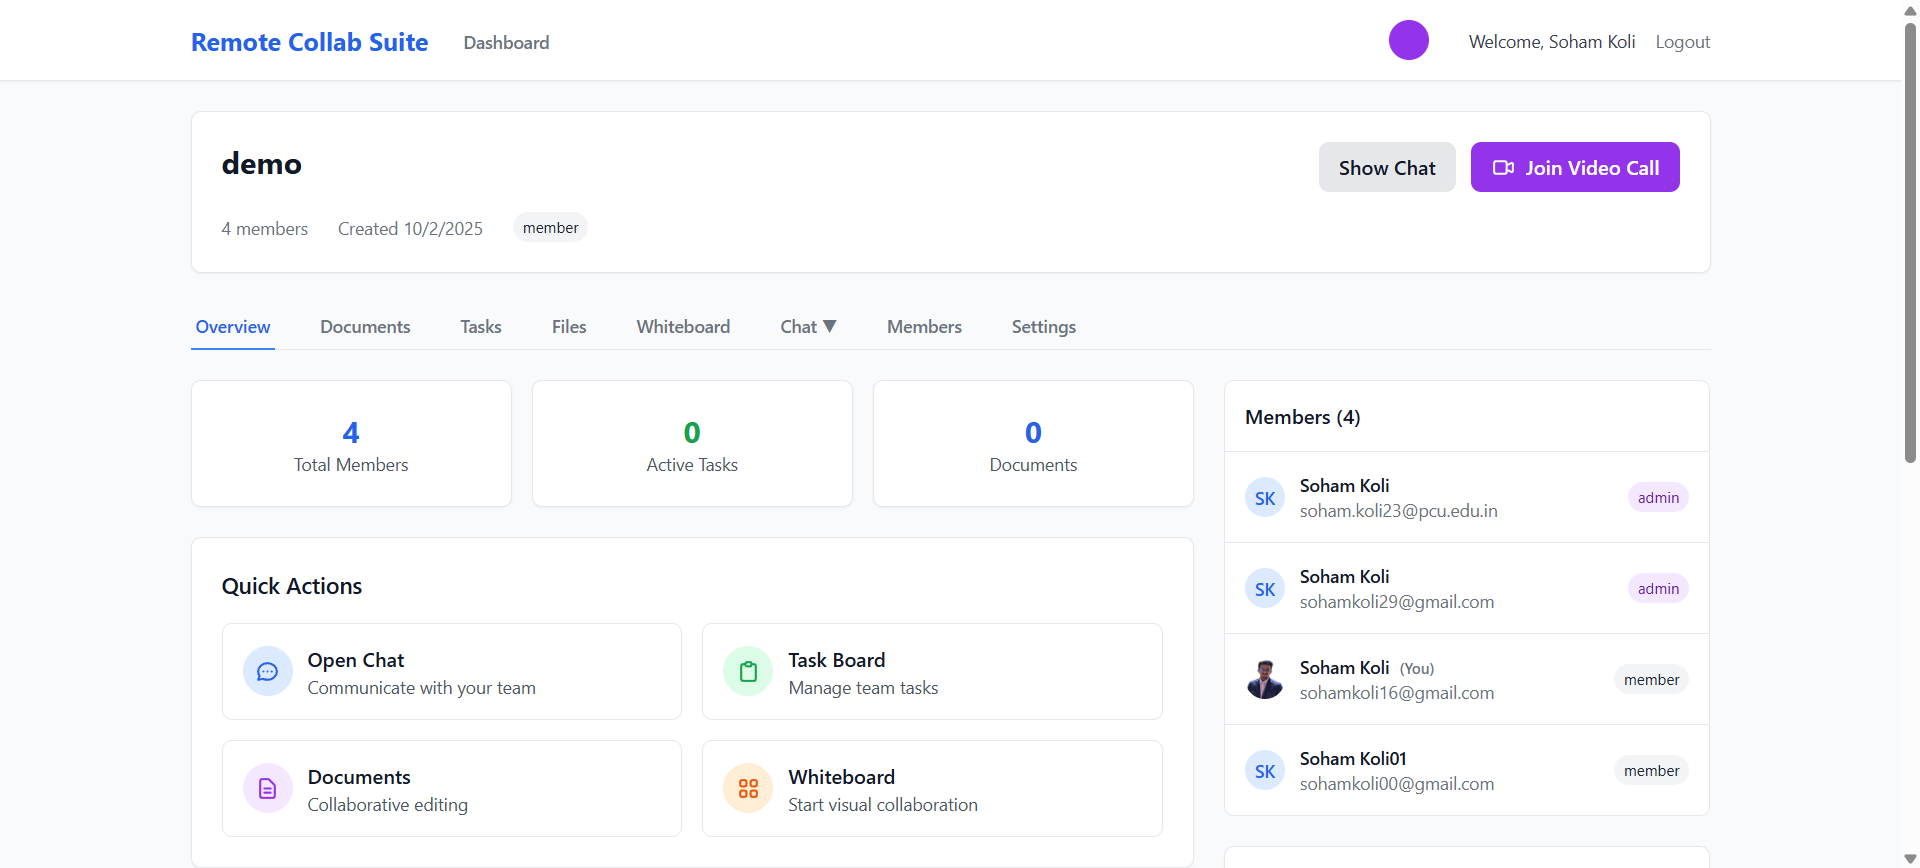 Remote Collab Suite
Dashboard
Welcome, Soham Koli
Logout
demo
Show Chat
Join Video Call
4 members
Created 10/2/2025
member
Overview
Documents
Tasks
Files
Whiteboard
Chat ▼
Members
Settings
4
Total Members
0
Active Tasks
0
Documents
Quick Actions
Open Chat
Communicate with your team
Task Board
Manage team tasks
Documents
Collaborative editing
Whiteboard
Start visual collaboration
Members (4)
SK
Soham Koli
soham.koli23@pcu.edu.in
admin
SK
Soham Koli
sohamkoli29@gmail.com
admin
Soham Koli (You)
sohamkoli16@gmail.com
member
SK
Soham Koli01
sohamkoli00@gmail.com
member